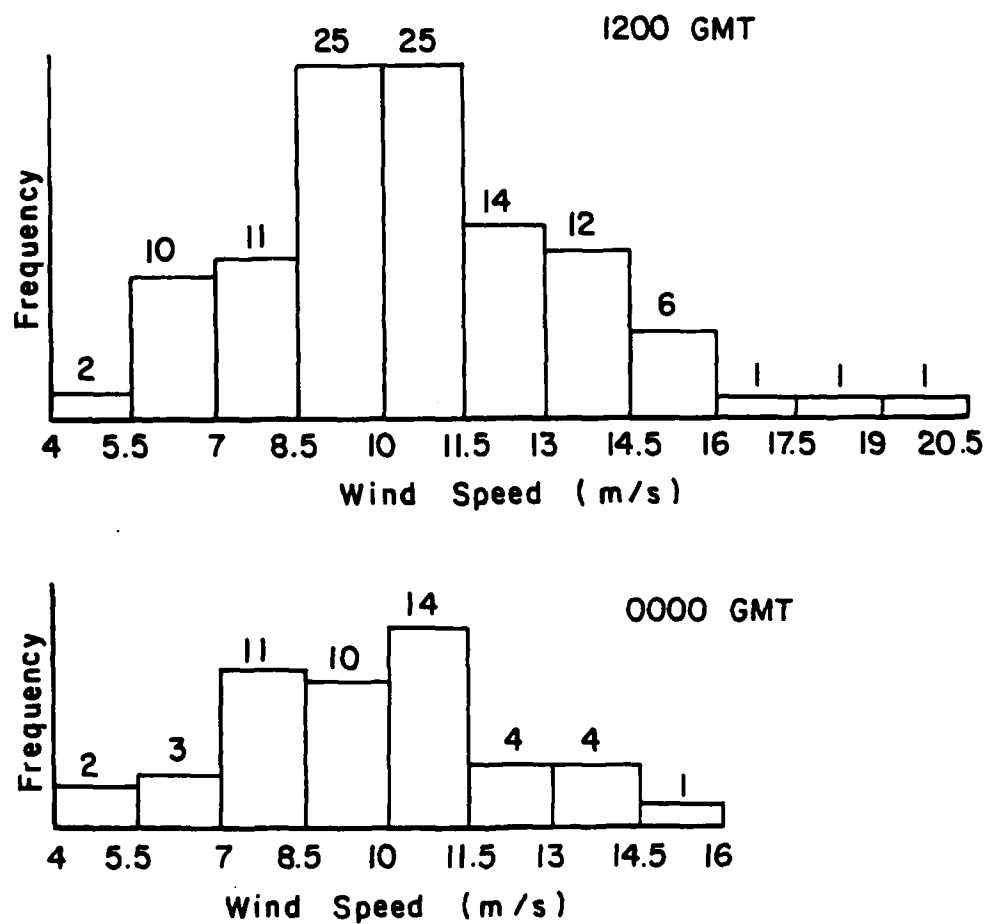 1200 GMT
25 25
14
12
10 11
6
2
1 1 1
Frequency
4 5.5 7 8.5 10 11.5 13 14.5 16 17.5 19 20.5
Wind Speed (m/s)
0000 GMT
14
11 10
4 4
3
2
1
Frequency
4 5.5 7 8.5 10 11.5 13 14.5 16
Wind Speed (m/s)